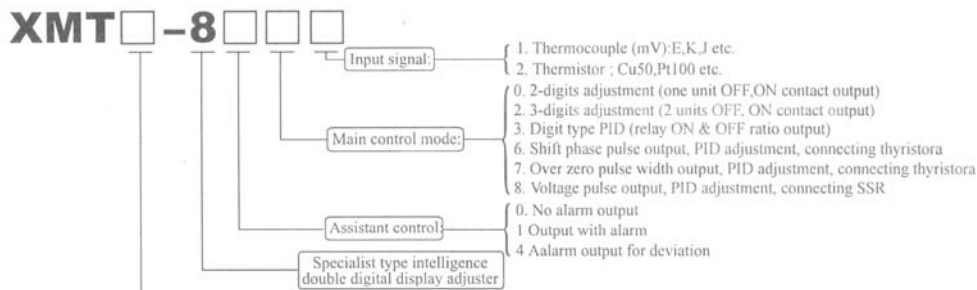 XMT□-8□□□
Input signal:
1. Thermocouple (mV):E,K,J etc.
2. Thermistor ; Cu50,Pt100 etc.
Main control mode:
0. 2-digits adjustment (one unit OFF,ON contact output)
2. 3-digits adjustment (2 units OFF, ON contact output)
3. Digit type PID (relay ON & OFF ratio output)
6. Shift phase pulse output, PID adjustment, connecting thyristora
7. Over zero pulse width output, PID adjustment, connecting thyristora
8. Voltage pulse output, PID adjustment, connecting SSR
Assistant control:
0. No alarm output
1 Output with alarm
4 Aalarm output for deviation
Specialist type intelligence
double digital display adjuster